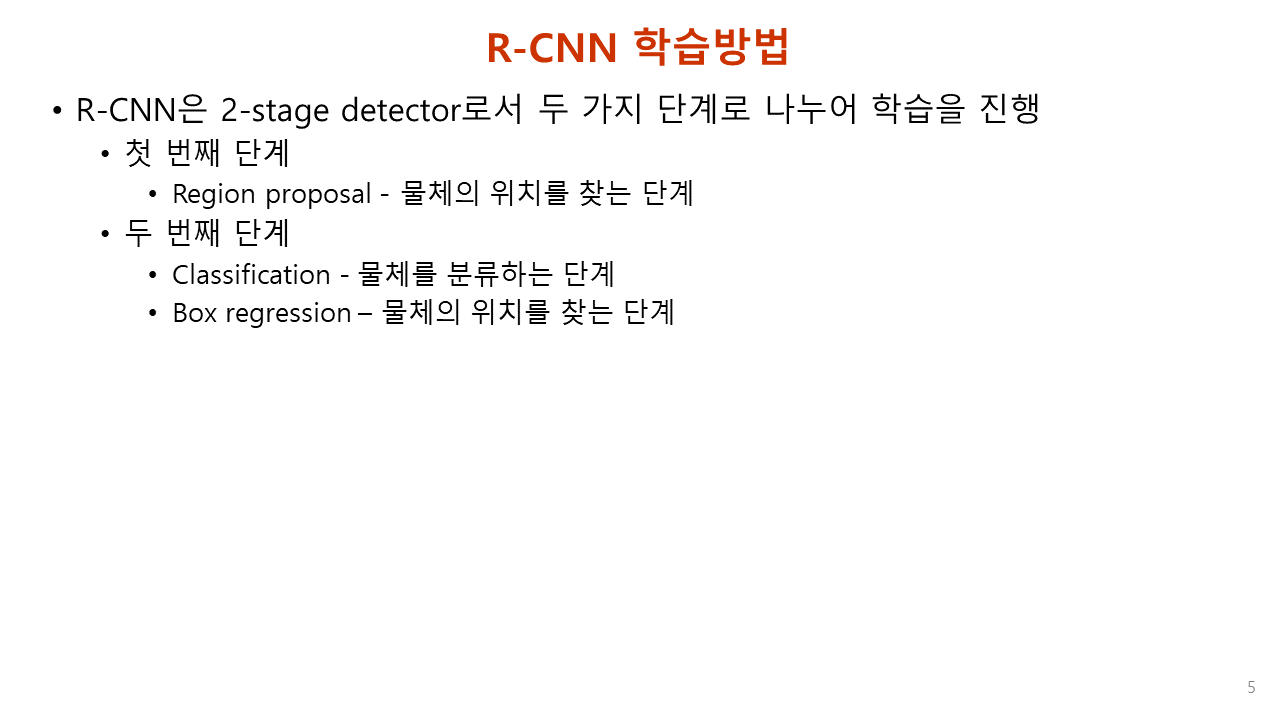 R-CNN 학습방법
• R-CNN은 2-stage detector로서 두 가지 단계로 나누어 학습을 진행
• 첫 번째 단계
• Region proposal - 물체의 위치를 찾는 단계
• 두 번째 단계
• Classification - 물체를 분류하는 단계
• Box regression – 물체의 위치를 찾는 단계
5